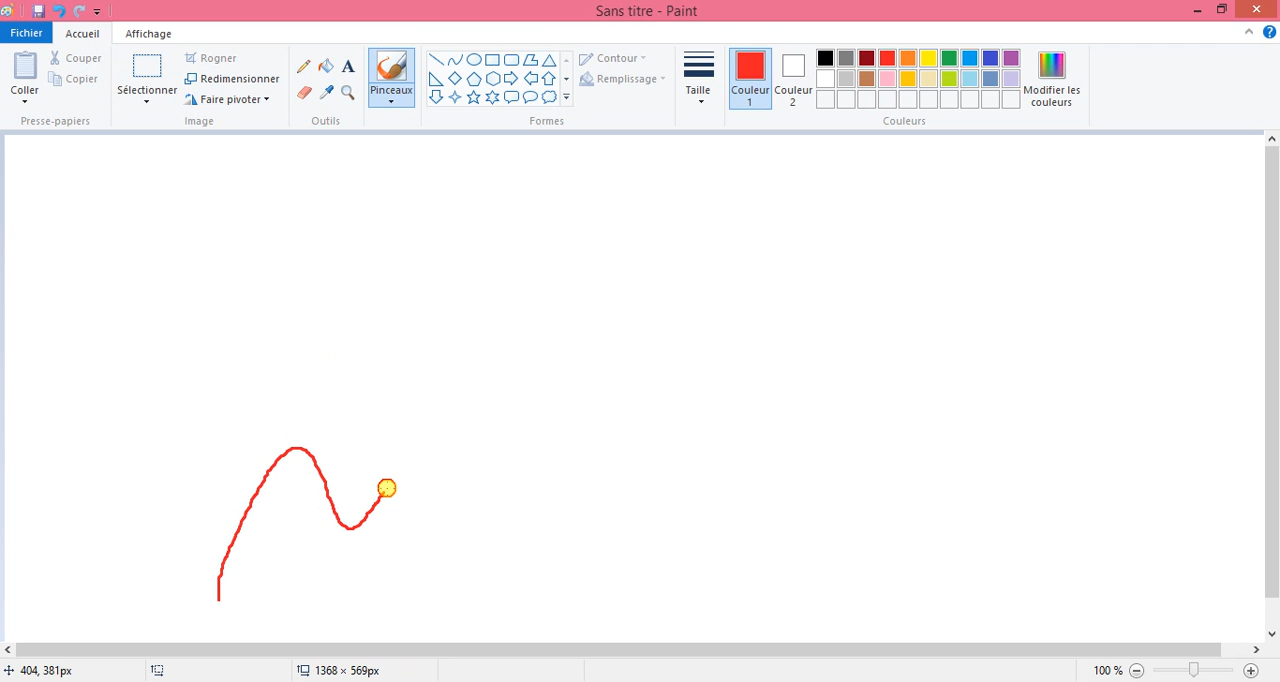 Sans titre - Paint
Fichier Accueil Affichage
Coller
Couper
Copier
Presse-papiers
Sélectionner
Rogner
Redimensionner
Faire pivoter
Image
Outils
Pinceaux
Formes
Contour
Remplissage
Taille
Couleur 1
Couleur 2
Couleurs
Modifier les couleurs
404, 381px
1368 × 569px
100 %